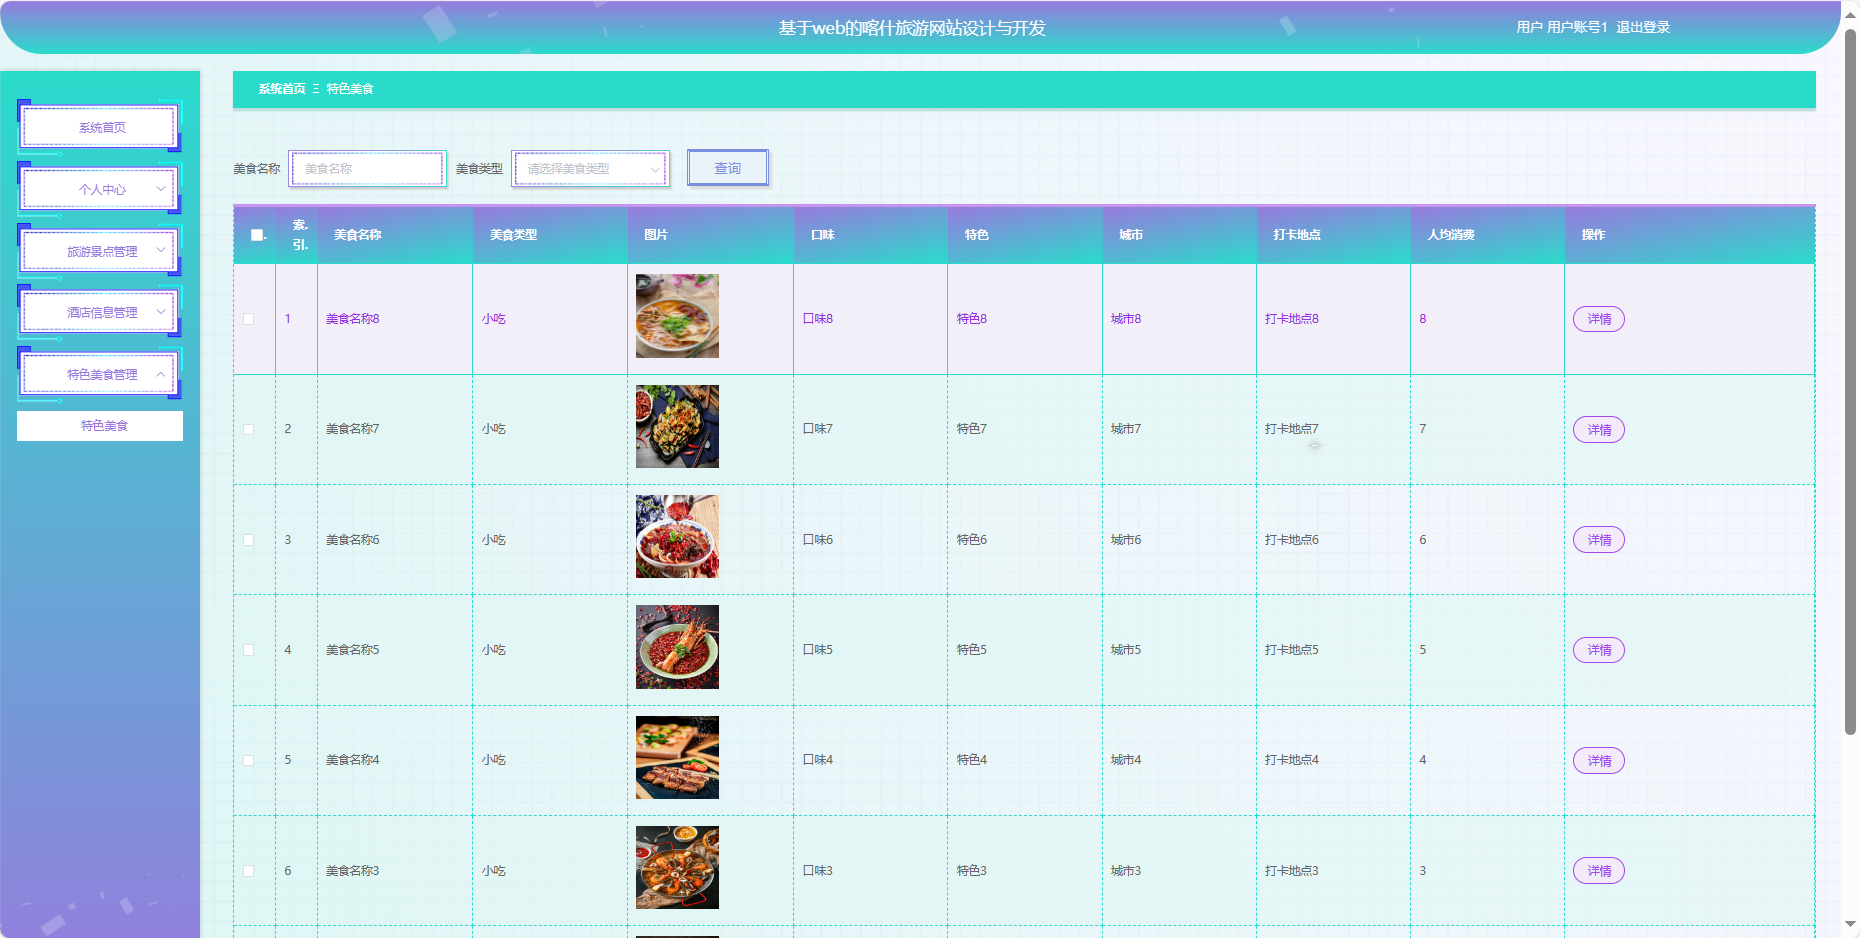 基于web的喀什旅游网站设计与开发
用户 用户账号1 退出登录
系统首页
个人中心
旅游景点管理
酒店信息管理
特色美食管理
特色美食
系统首页 Ξ 特色美食
美食名称 美食名称 美食类型 请选择美食类型 查询
索引 美食名称 美食类型 图片 口味 特色 城市 打卡地点 人均消费 操作
1 美食名称8 小吃 口味8 特色8 城市8 打卡地点8 8 详情
2 美食名称7 小吃 口味7 特色7 城市7 打卡地点7 7 详情
3 美食名称6 小吃 口味6 特色6 城市6 打卡地点6 6 详情
4 美食名称5 小吃 口味5 特色5 城市5 打卡地点5 5 详情
5 美食名称4 小吃 口味4 特色4 城市4 打卡地点4 4 详情
6 美食名称3 小吃 口味3 特色3 城市3 打卡地点3 3 详情